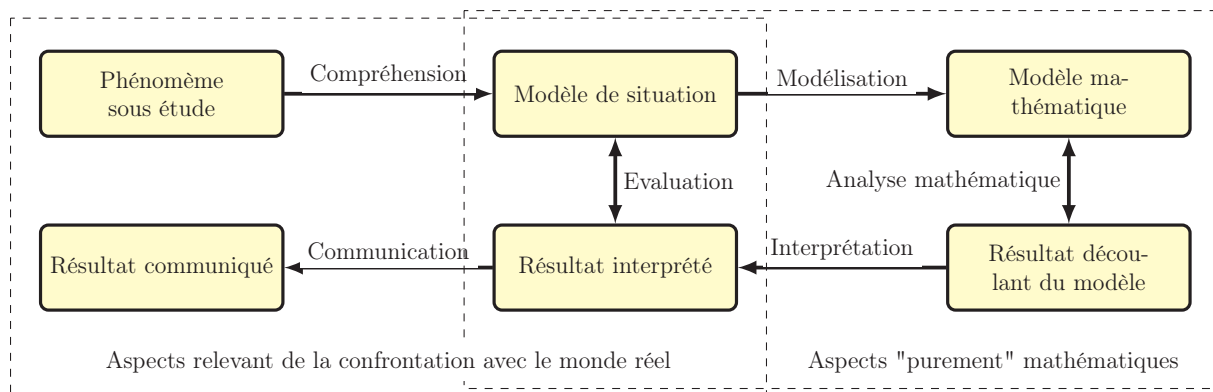 Phénomème
sous étude
Compréhension
Modèle de situation
Modélisation
Modèle ma-
thématique
Evaluation
Analyse mathématique
Résultat communiqué
Communication
Résultat interprété
Interprétation
Résultat décou-
lant du modèle
Aspects relevant de la confrontation avec le monde réel
Aspects "purement" mathématiques